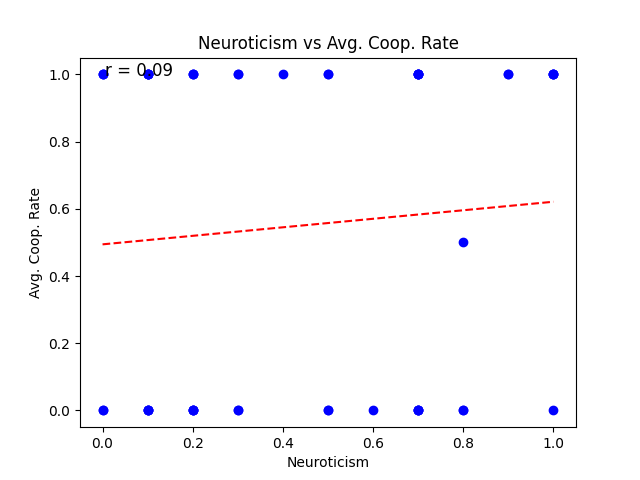 Neuroticism vs Avg. Coop. Rate
r = 0.09
Avg. Coop. Rate
1.0
0.8
0.6
0.4
0.2
0.0
0.0 0.2 0.4 0.6 0.8 1.0
Neuroticism